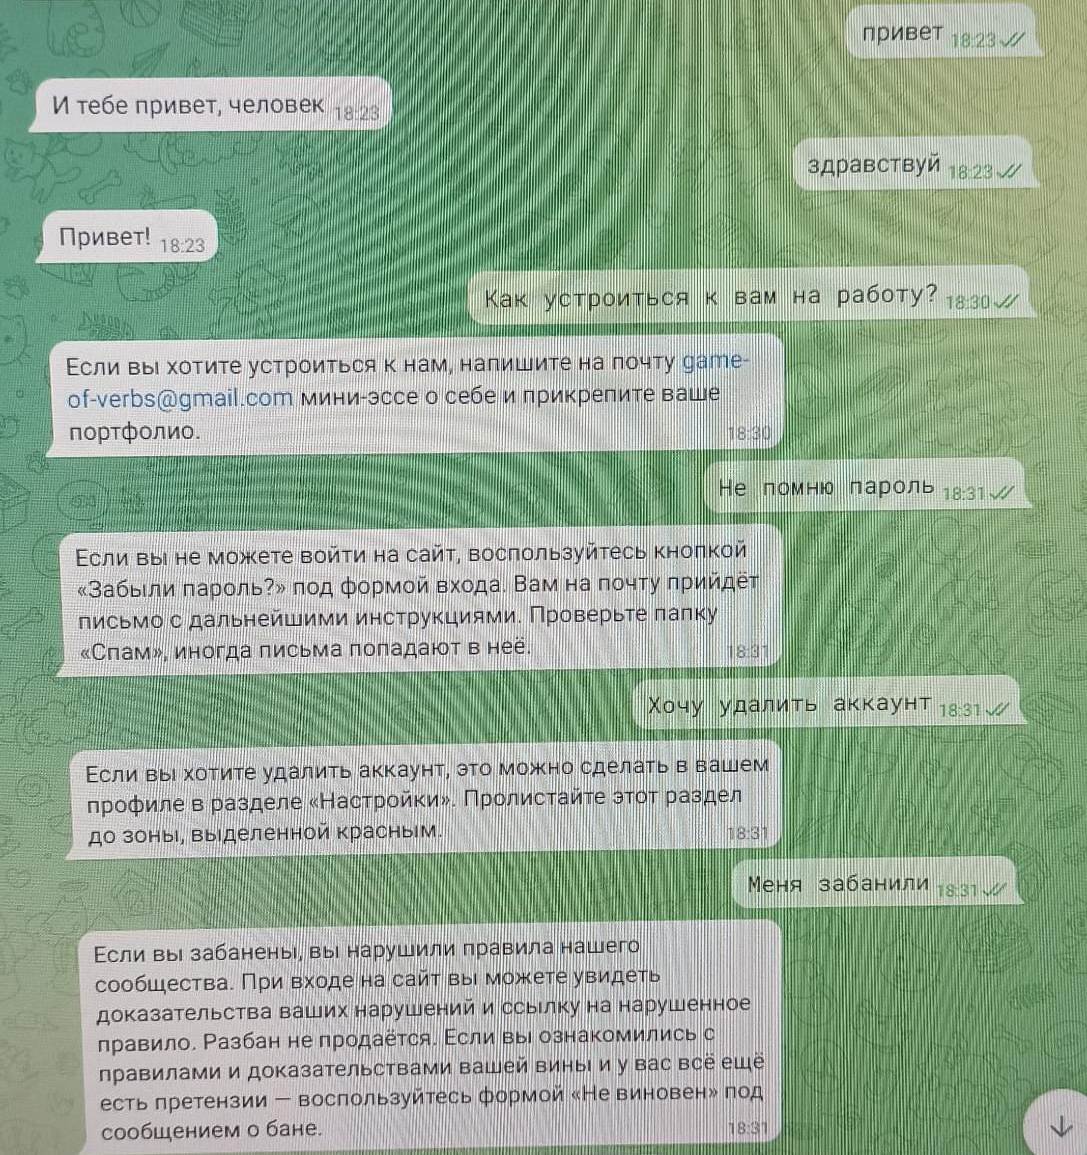 привет 18:23
И тебе привет, человек 18:23
здравствуй 18:23
Привет! 18:23
Как устроиться к вам на работу? 18:30
Если вы хотите устроиться к нам, напишите на почту game-
of-verbs@gmail.com мини-эссе о себе и прикрепите ваше
портфолио. 18:30
Не помню пароль 18:31
Если вы не можете войти на сайт, воспользуйтесь кнопкой
«Забыли пароль?» под формой входа. Вам на почту прийдёт
письмо с дальнейшими инструкциями. Проверьте папку
«Спам», иногда письма попадают в неё. 18:31
Хочу удалить аккаунт 18:31
Если вы хотите удалить аккаунт, это можно сделать в вашем
профиле в разделе «Настройки». Пролистайте этот раздел
до зоны, выделенной красным. 18:31
Меня забанили 18:31
Если вы забанены, вы нарушили правила нашего
сообщества. При входе на сайт вы можете увидеть
доказательства ваших нарушений и ссылку на нарушенное
правило. Разбан не продаётся. Если вы ознакомились с
правилами и доказательствами вашей вины и у вас всё ещё
есть претензии — воспользуйтесь формой «Не виновен» под
сообщением о бане. 18:31